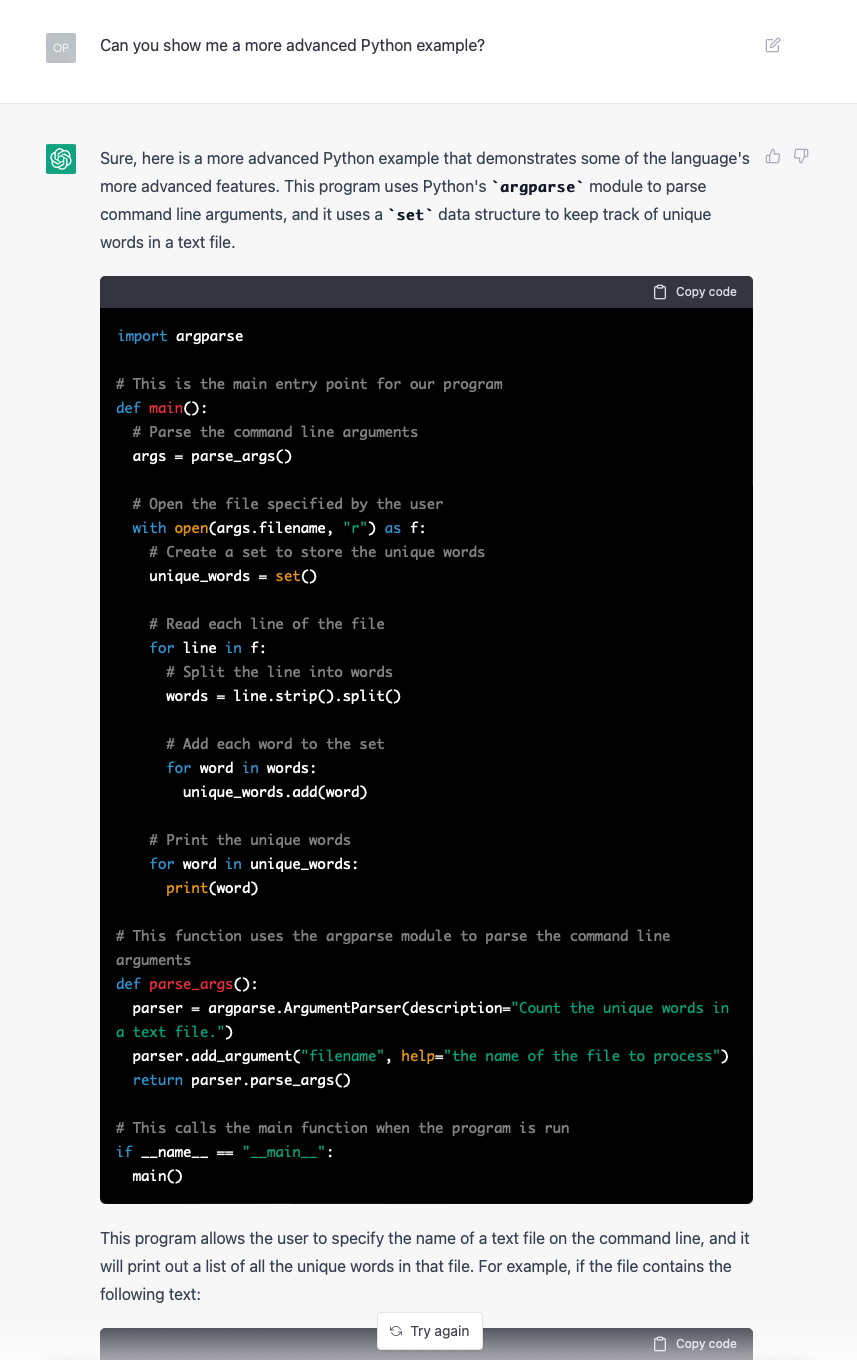 OP
Can you show me a more advanced Python example?
Sure, here is a more advanced Python example that demonstrates some of the language's
more advanced features. This program uses Python's `argparse` module to parse
command line arguments, and it uses a `set` data structure to keep track of unique
words in a text file.
Copy code
import argparse

# This is the main entry point for our program
def main():
  # Parse the command line arguments
  args = parse_args()

  # Open the file specified by the user
  with open(args.filename, "r") as f:
    # Create a set to store the unique words
    unique_words = set()

    # Read each line of the file
    for line in f:
      # Split the line into words
      words = line.strip().split()

      # Add each word to the set
      for word in words:
        unique_words.add(word)

    # Print the unique words
    for word in unique_words:
      print(word)

# This function uses the argparse module to parse the command line
arguments
def parse_args():
  parser = argparse.ArgumentParser(description="Count the unique words in
a text file.")
  parser.add_argument("filename", help="the name of the file to process")
  return parser.parse_args()

# This calls the main function when the program is run
if __name__ == "__main__":
  main()
This program allows the user to specify the name of a text file on the command line, and it
will print out a list of all the unique words in that file. For example, if the file contains the
following text:
Try again
Copy code